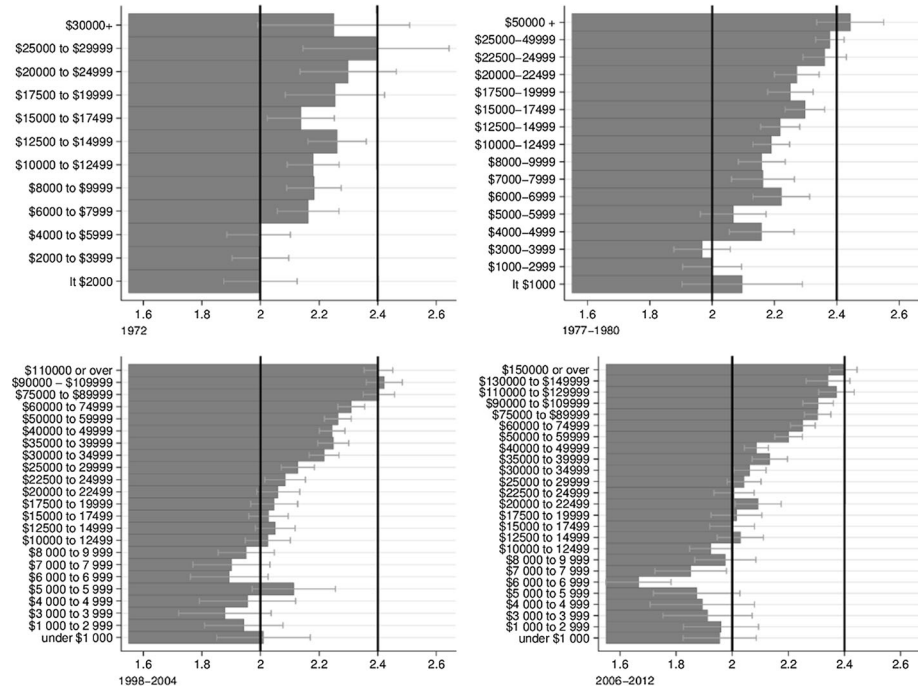 $30000+
$25000 to $29999
$20000 to $24999
$17500 to $19999
$15000 to $17499
$12500 to $14999
$10000 to $12499
$8000 to $9999
$6000 to $7999
$4000 to $5999
$2000 to $3999
lt $2000
1.6 1.8 2 2.2 2.4 2.6
1972
$50000 +
$25000−49999
$22500−24999
$20000−22499
$17500−19999
$15000−17499
$12500−14999
$10000−12999
$8000−9999
$7000−7999
$6000−6999
$5000−5999
$4000−4999
$3000−3999
$1000−2999
lt $1000
1.6 1.8 2 2.2 2.4 2.6
1977−1980
$110000 or over
$90000 − $109999
$75000 to $89999
$60000 to 74999
$50000 to 59999
$40000 to 49999
$35000 to 39999
$30000 to 34999
$25000 to 29999
$22500 to 24999
$20000 to 22499
$17500 to 19999
$15000 to 17499
$12500 to 14999
$10000 to 12499
$8 000 to 9 999
$7 000 to 7 999
$6 000 to 6 999
$5 000 to 5 999
$4 000 to 4 999
$3 000 to 3 999
$1 000 to 2 999
under $1 000
1.6 1.8 2 2.2 2.4 2.6
1998−2004
$150000 or over
$130000 to $149999
$110000 to $129999
$90000 to $109999
$75000 to $89999
$60000 to 74999
$50000 to 59999
$40000 to 49999
$35000 to 39999
$30000 to 34999
$25000 to 29999
$22500 to 24999
$20000 to 22499
$17500 to 19999
$15000 to 17499
$12500 to 14999
$10000 to 12499
$8 000 to 9 999
$7 000 to 7 999
$6 000 to 6 999
$5 000 to 5 999
$4 000 to 4 999
$3 000 to 3 999
$1 000 to 2 999
under $1 000
1.6 1.8 2 2.2 2.4 2.6
2006−2012